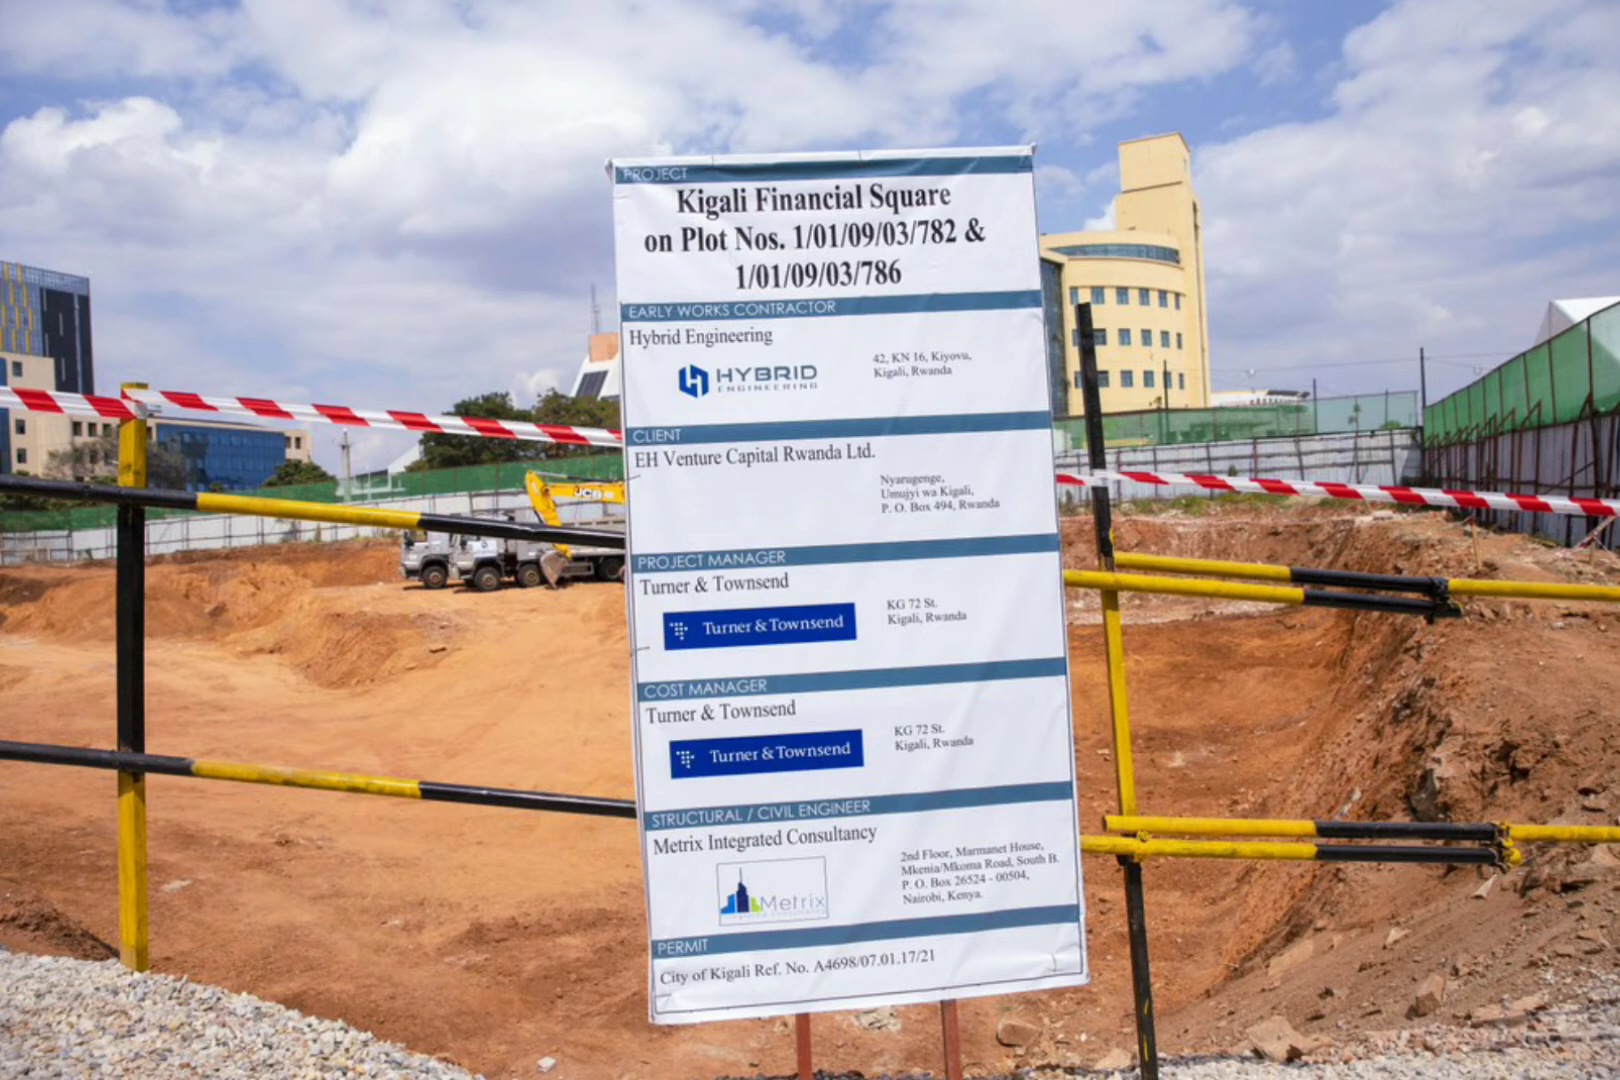 PROJECT
Kigali Financial Square
on Plot Nos. 1/01/09/03/782 &
1/01/09/03/786
EARLY WORKS CONTRACTOR
Hybrid Engineering
HYBRID
ENGINEERING
42, KN 16, Kiyovu,
Kigali, Rwanda
CLIENT
EH Venture Capital Rwanda Ltd.
Nyarugenge,
Umujyi wa Kigali,
P. O. Box 494, Rwanda
PROJECT MANAGER
Turner & Townsend
Turner & Townsend
KG 72 St.
Kigali, Rwanda
COST MANAGER
Turner & Townsend
Turner & Townsend
KG 72 St.
Kigali, Rwanda
STRUCTURAL / CIVIL ENGINEER
Metrix Integrated Consultancy
Metrix
2nd Floor, Marmanet House,
Mkenia/Mkoma Road, South B.
P. O. Box 26524 - 00504,
Nairobi, Kenya.
PERMIT
City of Kigali Ref. No. A4698/07.01.17/21
JCB